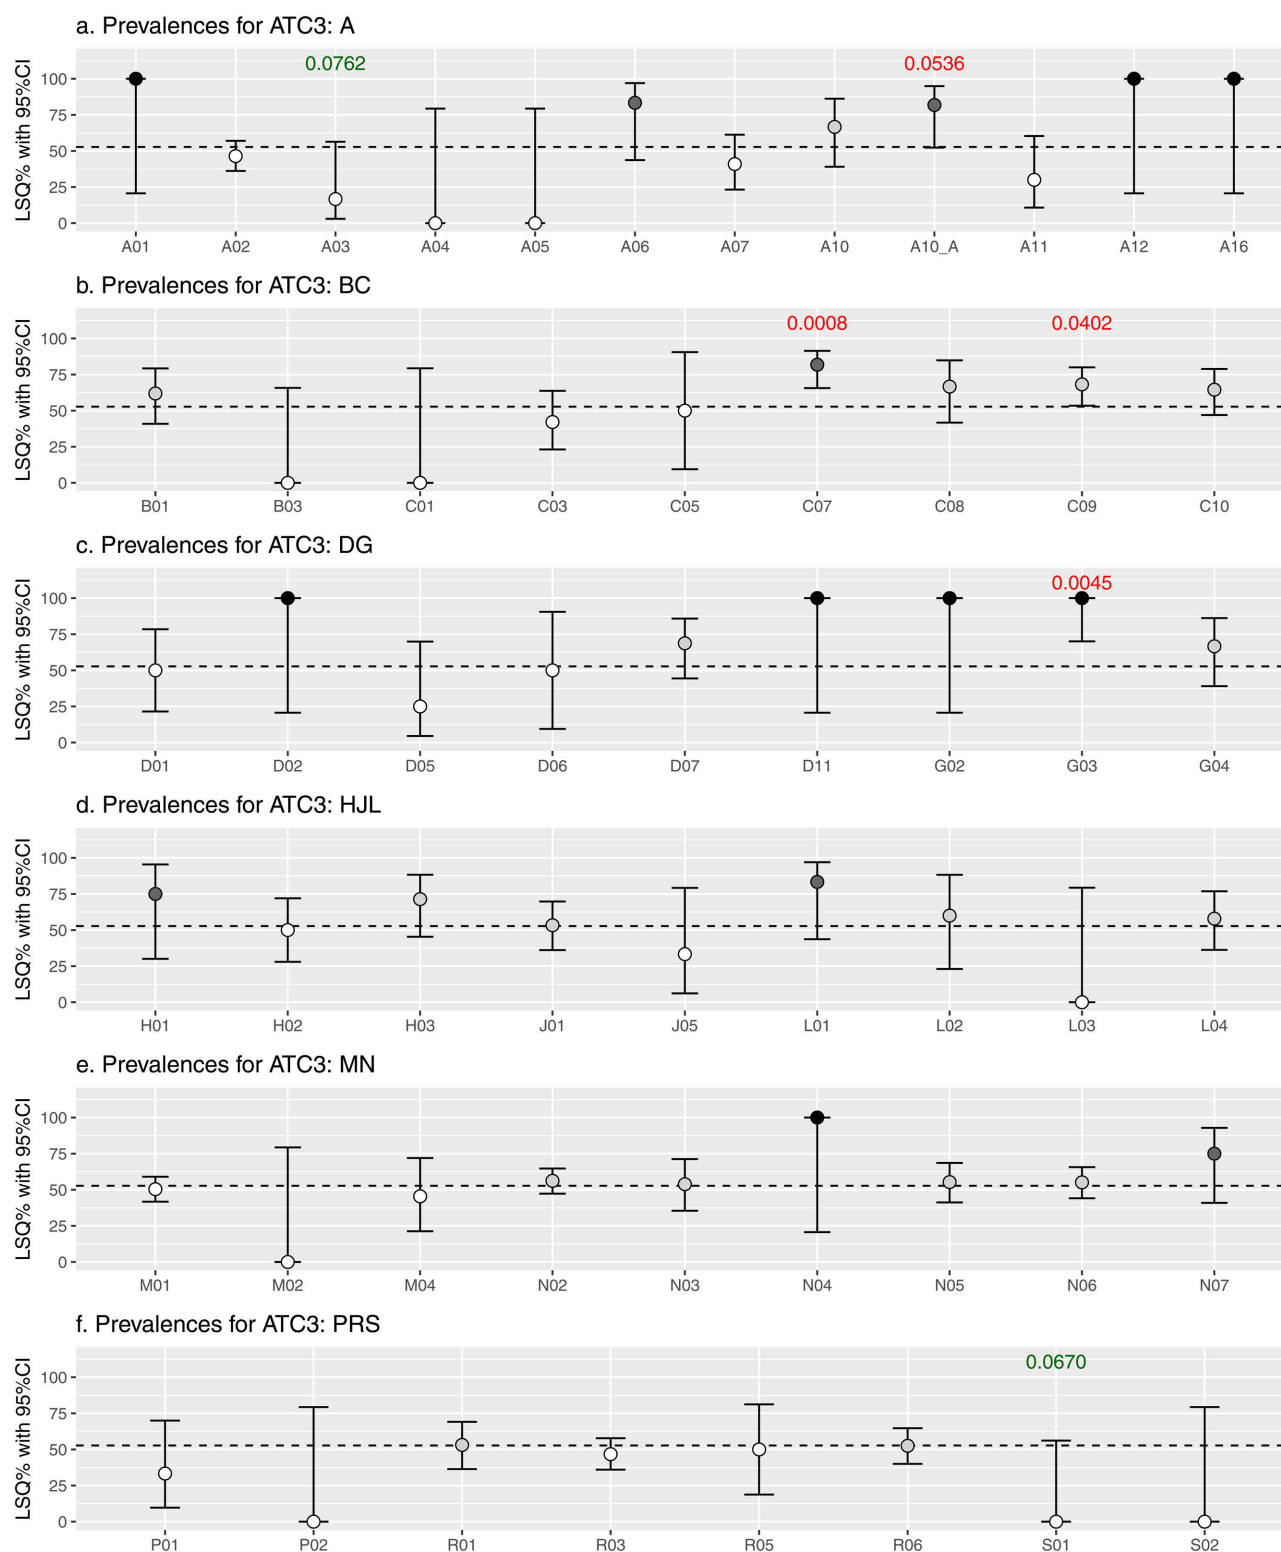 a. Prevalences for ATC3: A
LSQ% with 95%CI
0.0762 0.0536
100
75
50
25
0
A01 A02 A03 A04 A05 A06 A07 A10 A10_A A11 A12 A16
b. Prevalences for ATC3: BC
LSQ% with 95%CI
0.0008 0.0402
100
75
50
25
0
B01 B03 C01 C03 C05 C07 C08 C09 C10
c. Prevalences for ATC3: DG
LSQ% with 95%CI
0.0045
100
75
50
25
0
D01 D02 D05 D06 D07 D11 G02 G03 G04
d. Prevalences for ATC3: HJL
LSQ% with 95%CI
100
75
50
25
0
H01 H02 H03 J01 J05 L01 L02 L03 L04
e. Prevalences for ATC3: MN
LSQ% with 95%CI
100
75
50
25
0
M01 M02 M04 N02 N03 N04 N05 N06 N07
f. Prevalences for ATC3: PRS
LSQ% with 95%CI
0.0670
100
75
50
25
0
P01 P02 R01 R03 R05 R06 S01 S02